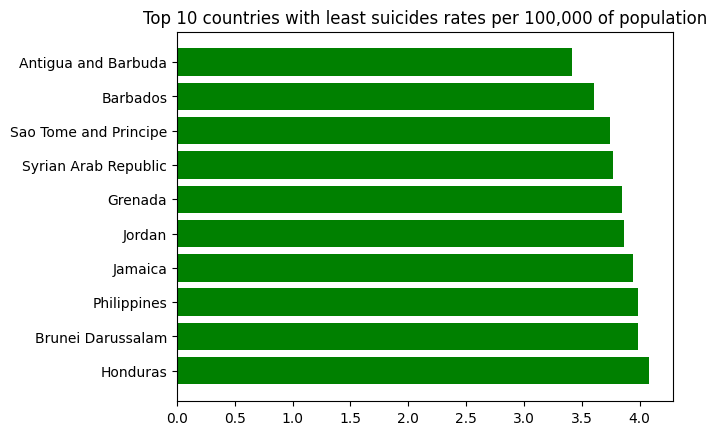 Top 10 countries with least suicides rates per 100,000 of population
Antigua and Barbuda
Barbados
Sao Tome and Principe
Syrian Arab Republic
Grenada
Jordan
Jamaica
Philippines
Brunei Darussalam
Honduras
0.0 0.5 1.0 1.5 2.0 2.5 3.0 3.5 4.0